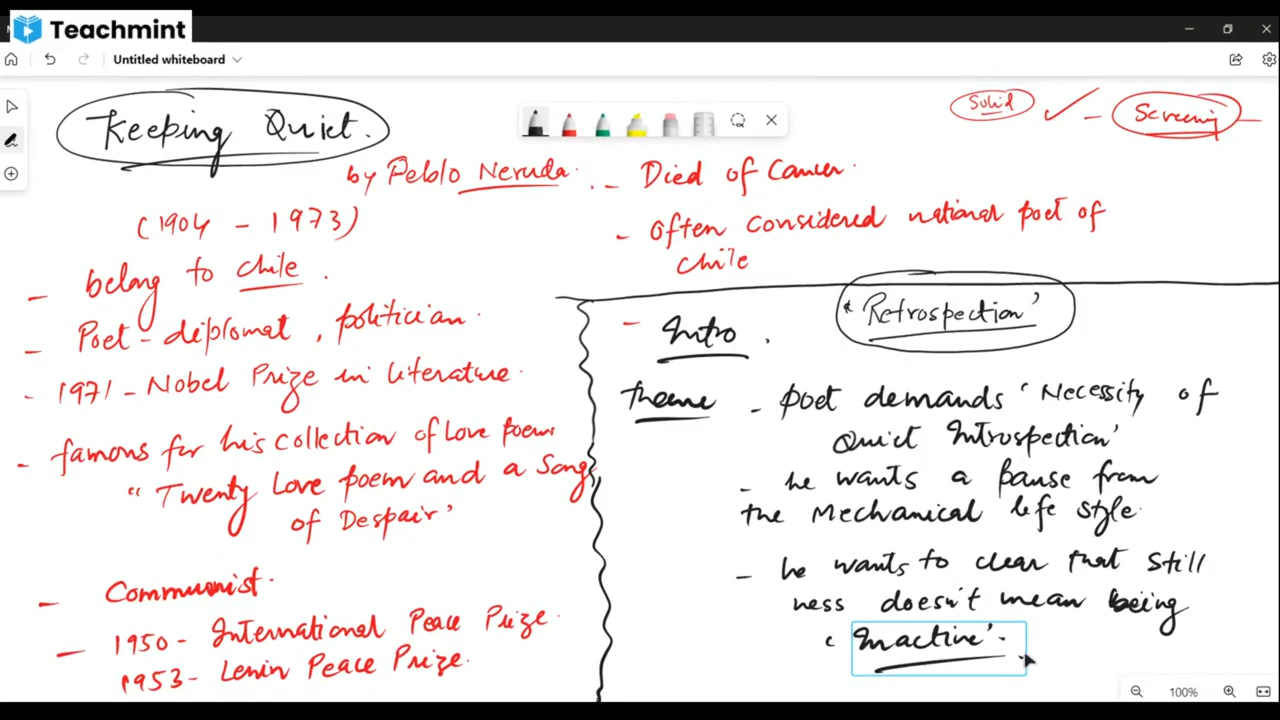 Teachmint
Untitled whiteboard
Keeping Quiet.
Solid
Screening
by Peblo Neruda.
(1904 - 1973)
- belong to Chile.
- Poet-diplomat, politician.
- 1971 - Nobel Prize in literature.
- famous for his collection of love poems
"Twenty Love poem and a Song
of Despair'
- Communist.
- 1950- International Peace Prize.
1953- Lenin Peace Prize.
- Died of Cancer.
- Often considered national poet of
Chile
- Intro.
'Retrospection'
theme - Poet demands 'Necessity of
Quiet Introspection'
- he wants a pause from
the Mechanical life style.
- he wants to clear that still
ness doesn't mean being
'Inactive'.
100%